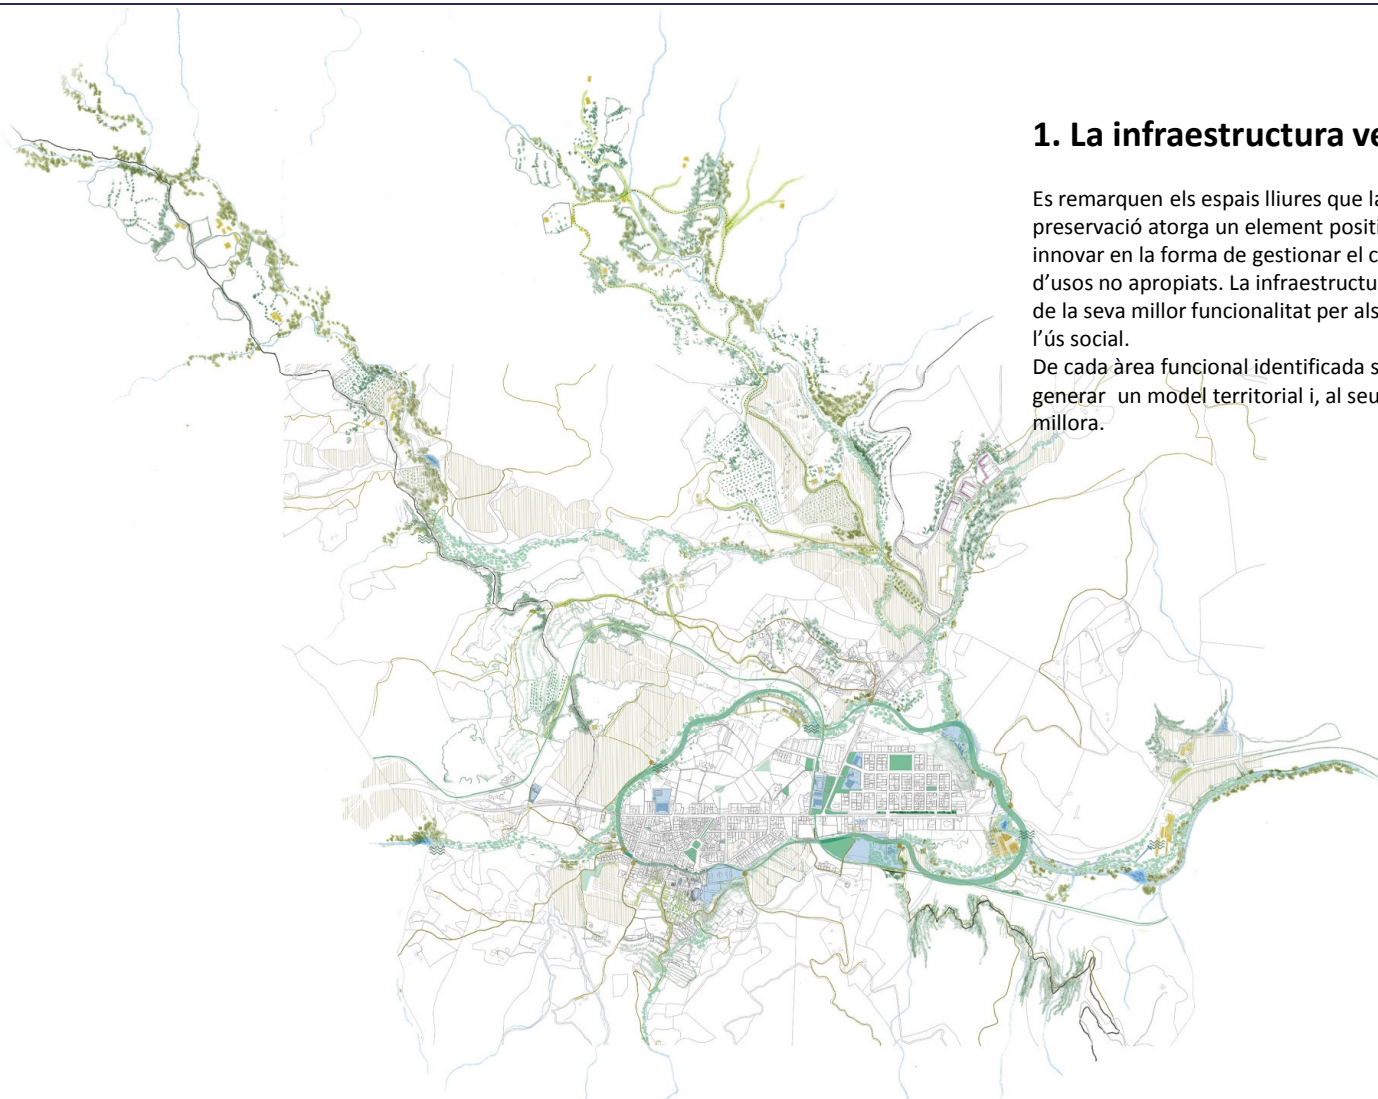 1. La infraestructura ve
Es remarquen els espais lliures que la
preservació atorga un element positi
innovar en la forma de gestionar el c
d’usos no apropiats. La infraestructu
de la seva millor funcionalitat per als
l’ús social.
De cada àrea funcional identificada s
generar un model territorial i, al seu
millora.